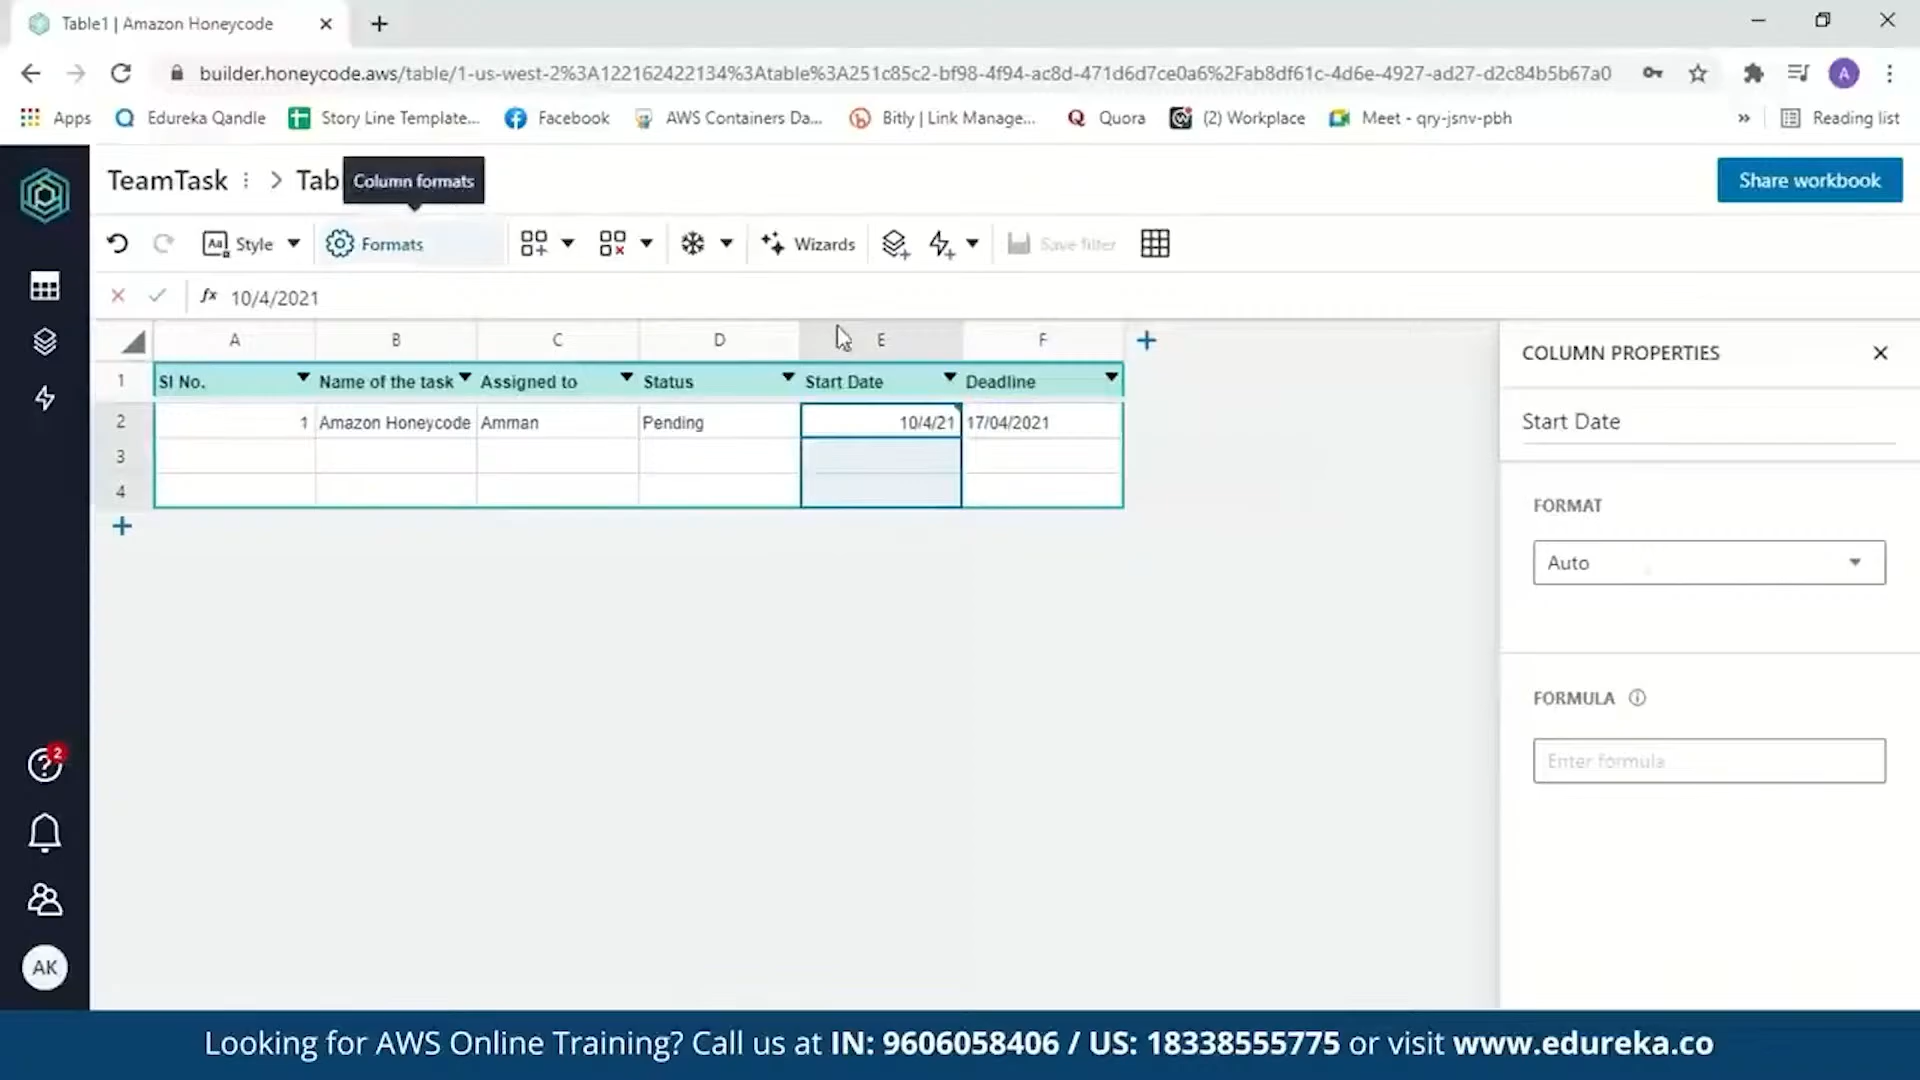 Table1 | Amazon Honeycode
builder.honeycode.aws/table/1-us-west-2%3A122162422134%3Atable%3A251c85c2-bf98-4f94-ac8d-471d6d7ce0a6%2Fab8df61c-4d6e-4927-ad27-d2c84b5b67a0
A
Apps
Edureka Qandle
Story Line Template...
Facebook
AWS Containers Da...
Bitly | Link Manage...
Quora
(2) Workplace
Meet - qry-jsnv-pbh
»
Reading list
TeamTask
Tab
Column formats
Share workbook
Aa
Style
Formats
Wizards
Save filter
fx
10/4/2021
A
B
C
D
E
F
1
Sl No.
Name of the task
Assigned to
Status
Start Date
Deadline
2
1
Amazon Honeycode
Amman
Pending
10/4/21
17/04/2021
3
4
COLUMN PROPERTIES
Start Date
FORMAT
Auto
FORMULA
Enter formula
2
AK
Looking for AWS Online Training? Call us at IN: 9606058406 / US: 18338555775 or visit www.edureka.co